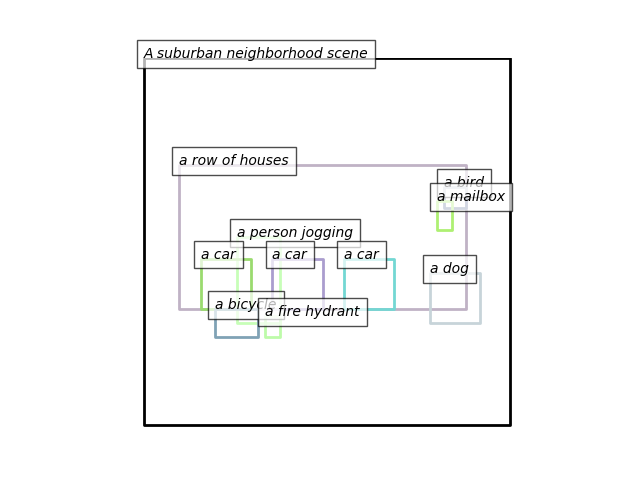 A suburban neighborhood scene
a row of houses
a bird
a mailbox
a person jogging
a car
a car
a car
a dog
a bicycle
a fire hydrant